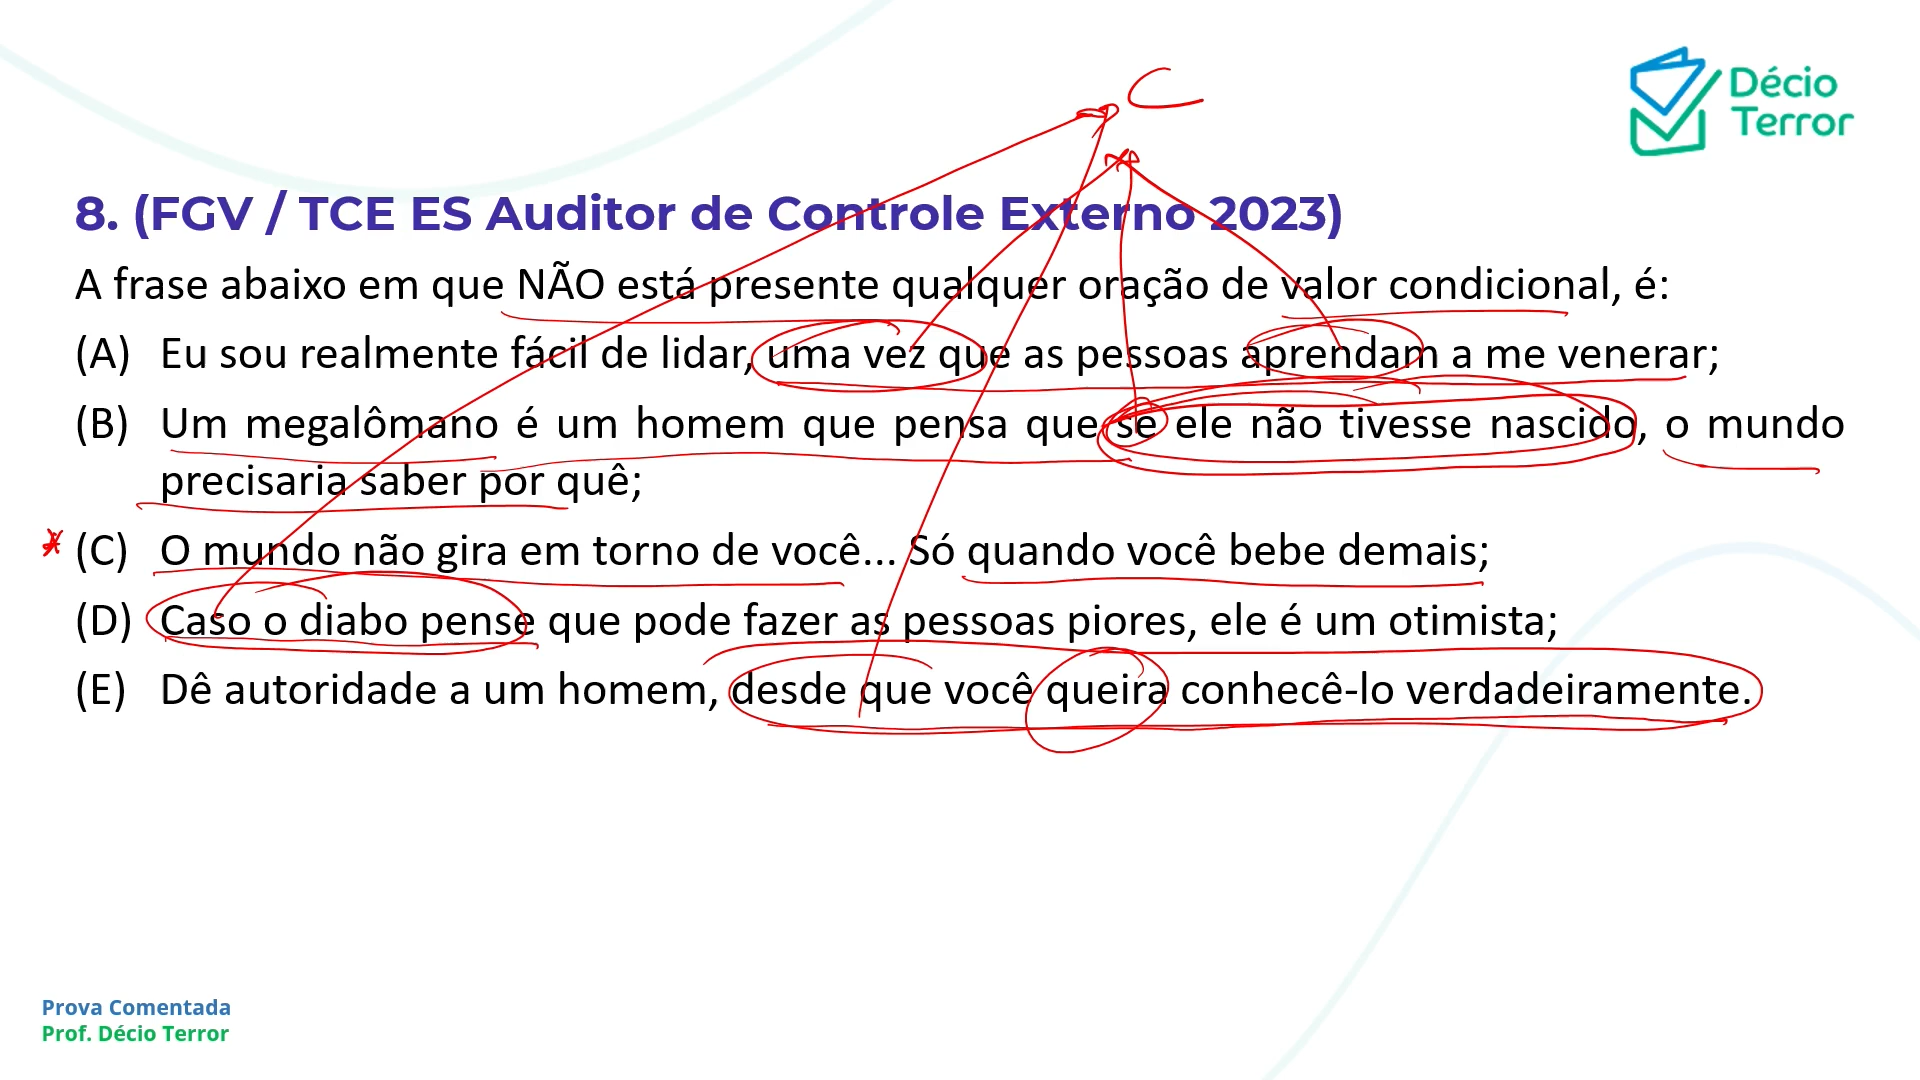 C
Décio
Terror
8. (FGV / TCE ES Auditor de Controle Externo 2023)
A frase abaixo em que NÃO está presente qualquer oração de valor condicional, é:
(A) Eu sou realmente fácil de lidar, uma vez que as pessoas aprendam a me venerar;
(B) Um megalômano é um homem que pensa que se ele não tivesse nascido, o mundo
precisaria saber por quê;
(C) O mundo não gira em torno de você... Só quando você bebe demais;
(D) Caso o diabo pense que pode fazer as pessoas piores, ele é um otimista;
(E) Dê autoridade a um homem, desde que você queira conhecê-lo verdadeiramente.
Prova Comentada
Prof. Décio Terror